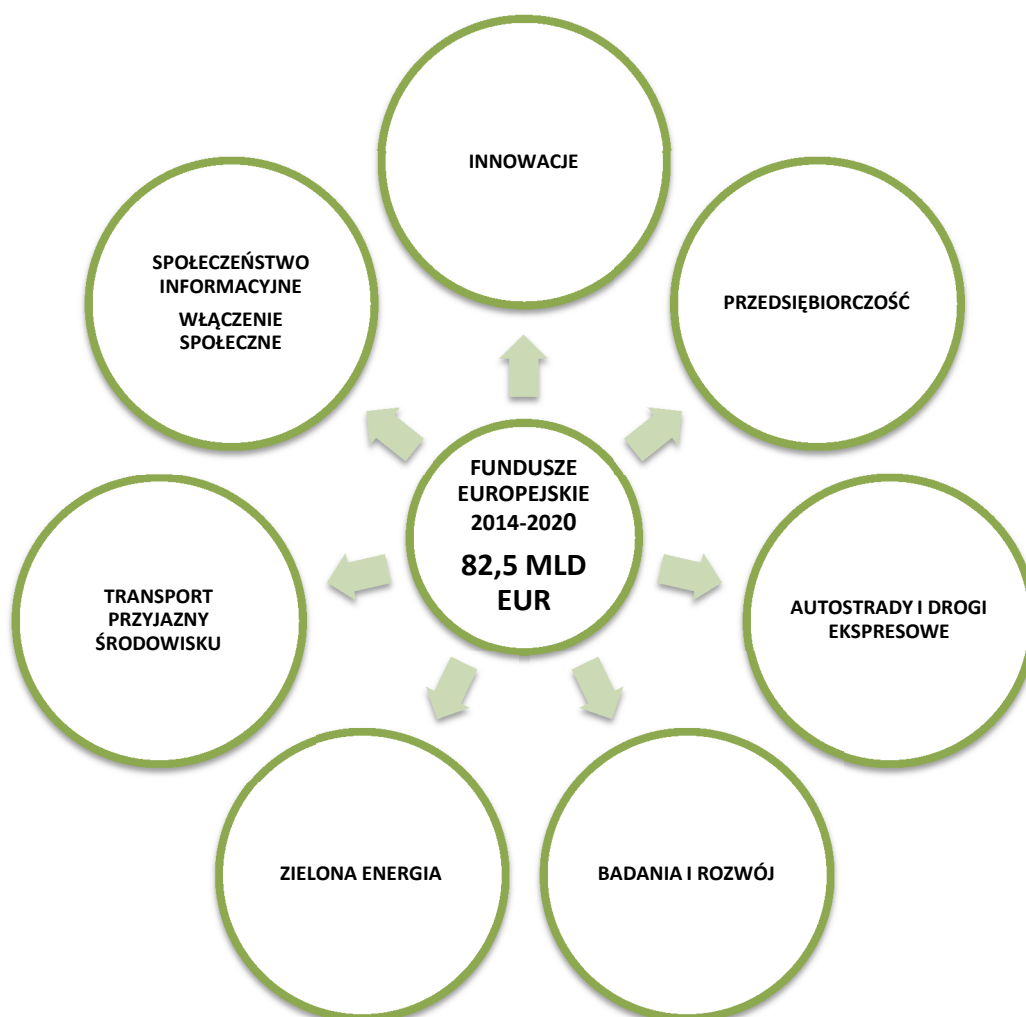 INNOWACJE
PRZEDSIĘBIORCZOŚĆ
AUTOSTRADY I DROGI
EKSPRESOWE
BADANIA I ROZWÓJ
ZIELONA ENERGIA
TRANSPORT
PRZYJAZNY
ŚRODOWISKU
SPOŁECZEŃSTWO
INFORMACYJNE
WŁĄCZENIE
SPOŁECZNE
FUNDUSZE
EUROPEJSKIE
2014-2020
82,5 MLD
EUR